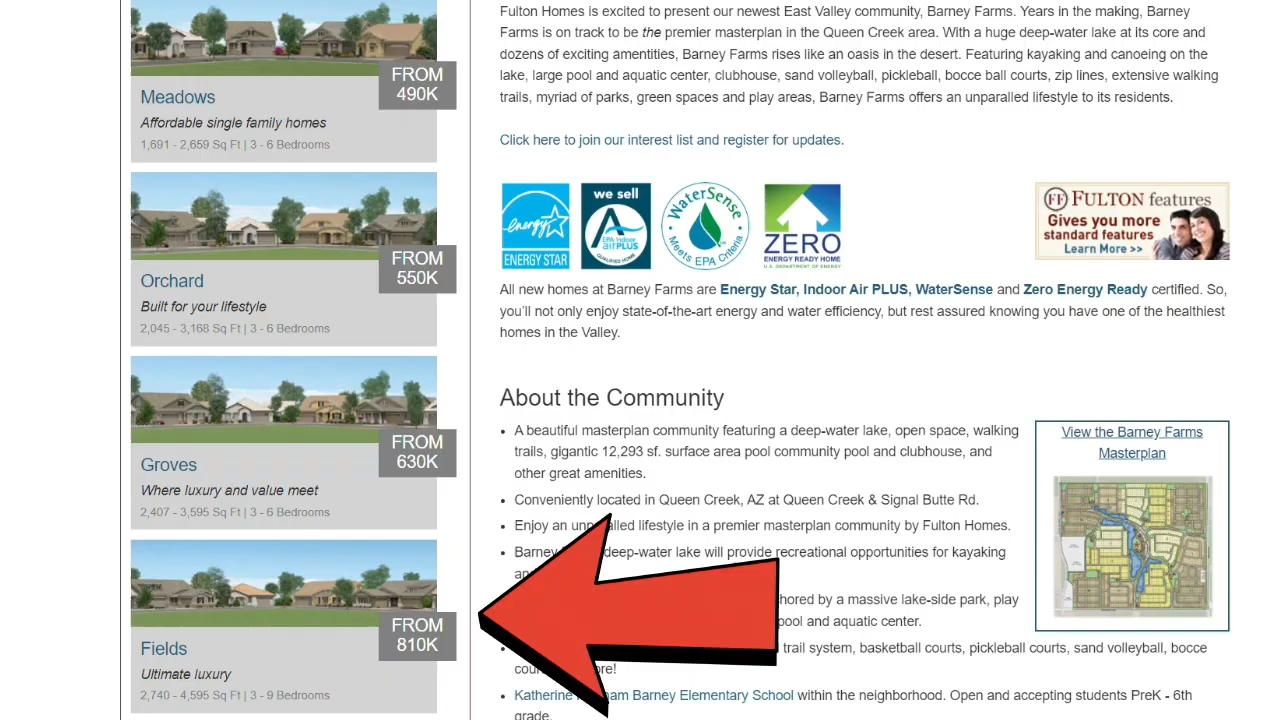 FROM
490K
Meadows
Affordable single family homes
1,691 - 2,659 Sq Ft | 3 - 6 Bedrooms
FROM
550K
Orchard
Built for your lifestyle
2,045 - 3,168 Sq Ft | 3 - 6 Bedrooms
FROM
630K
Groves
Where luxury and value meet
2,407 - 3,595 Sq Ft | 3 - 6 Bedrooms
FROM
810K
Fields
Ultimate luxury
2,740 - 4,595 Sq Ft | 3 - 9 Bedrooms
Fulton Homes is excited to present our newest East Valley community, Barney Farms. Years in the making, Barney
Farms is on track to be the premier masterplan in the Queen Creek area. With a huge deep-water lake at its core and
dozens of exciting amentities, Barney Farms rises like an oasis in the desert. Featuring kayaking and canoeing on the
lake, large pool and aquatic center, clubhouse, sand volleyball, pickleball, bocce ball courts, zip lines, extensive walking
trails, myriad of parks, green spaces and play areas, Barney Farms offers an unparalled lifestyle to its residents.
Click here to join our interest list and register for updates.
energy
ENERGY STAR
we sell
EPA Indoor
airPLUS
QUALIFIED HOME
WaterSense
Meets EPA Criteria
ZERO
ENERGY READY HOME
U.S. DEPARTMENT OF ENERGY
FF FULTON features
Gives you more
standard features
Learn More >>
All new homes at Barney Farms are Energy Star, Indoor Air PLUS, WaterSense and Zero Energy Ready certified. So,
you'll not only enjoy state-of-the-art energy and water efficiency, but rest assured knowing you have one of the healthiest
homes in the Valley.
About the Community
A beautiful masterplan community featuring a deep-water lake, open space, walking
trails, gigantic 12,293 sf. surface area pool community pool and clubhouse, and
other great amenities.
Conveniently located in Queen Creek, AZ at Queen Creek & Signal Butte Rd.
Enjoy an lifestyle in a premier masterplan community by Fulton Homes.
Barney deep-water lake will provide recreational opportunities for kayaking
by a massive lake-side park, play
pool and aquatic center.
trail system, basketball courts, pickleball courts, sand volleyball, bocce
Katherine Barney Elementary School within the neighborhood. Open and accepting students PreK - 6th
grade.
View the Barney Farms
Masterplan